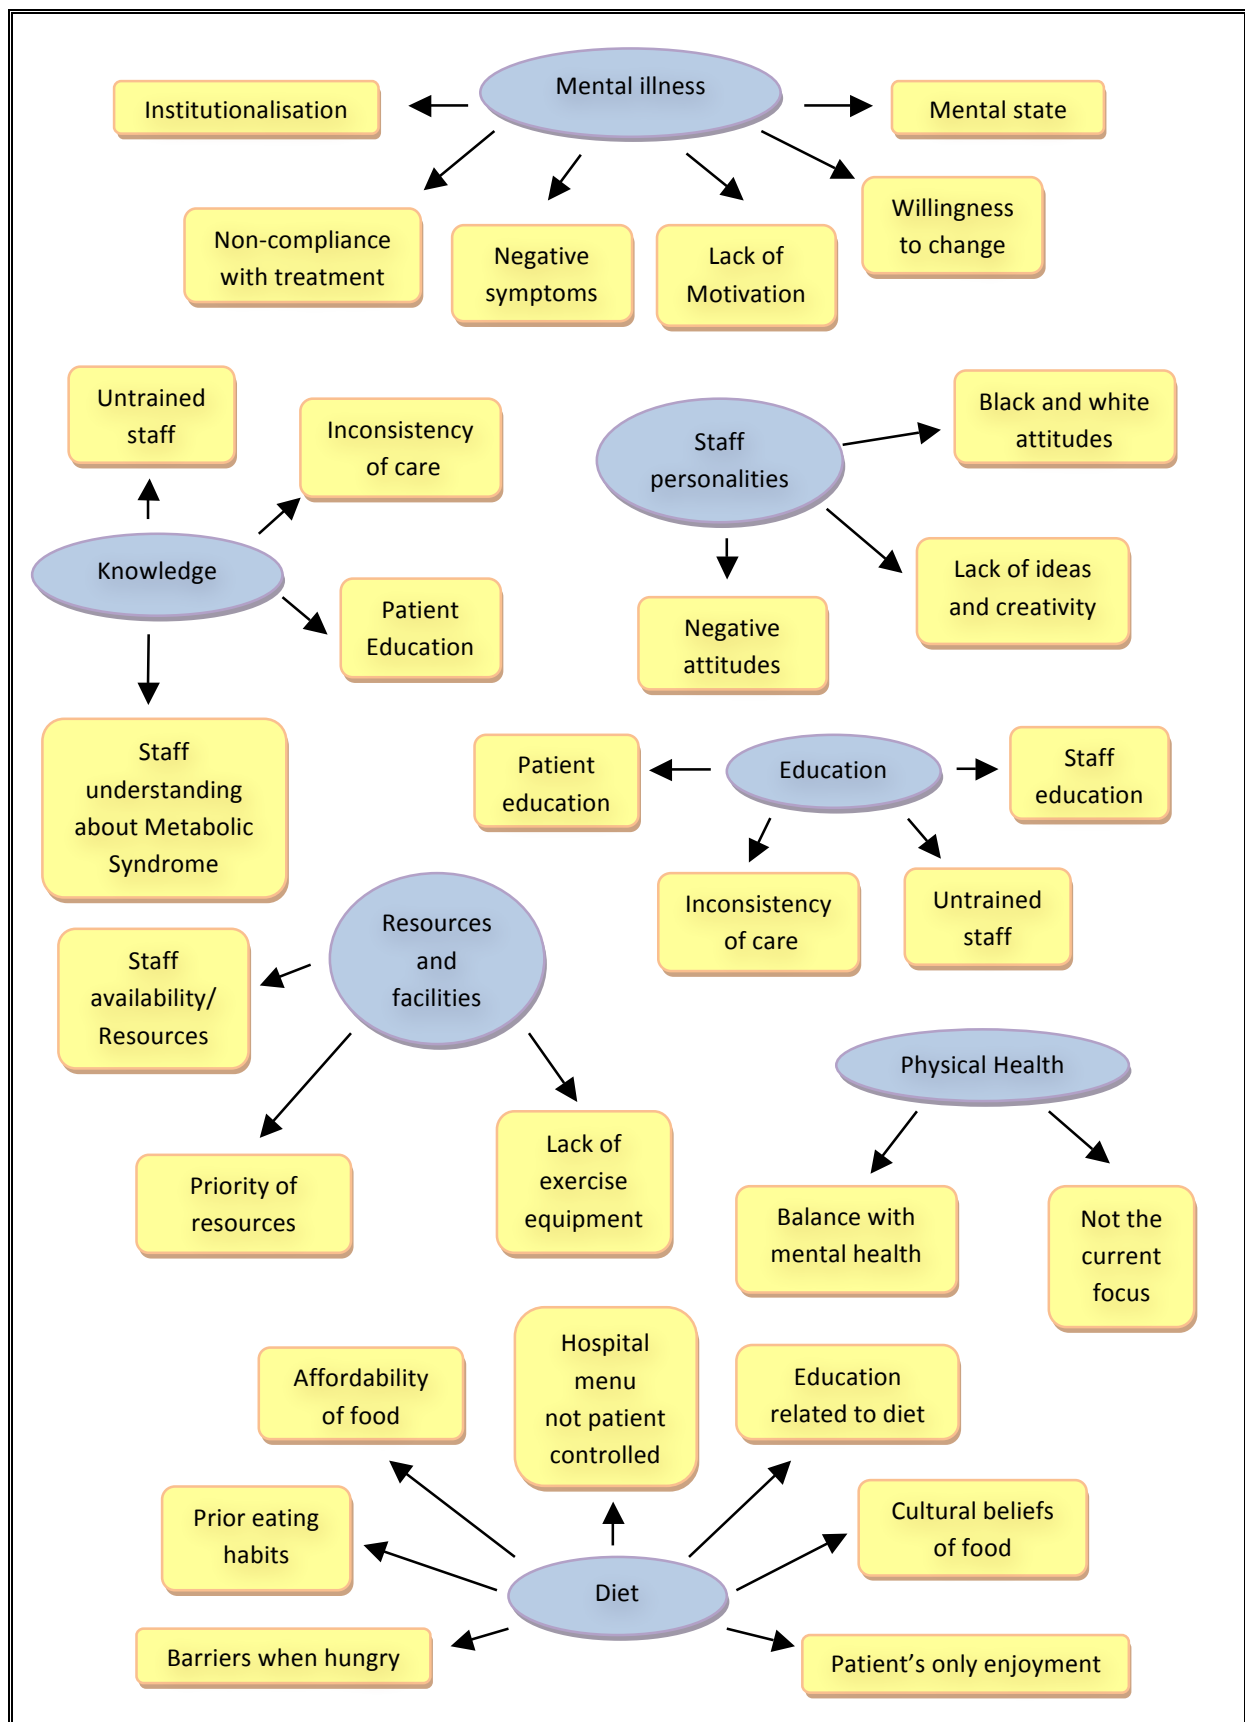 Mental illness
Institutionalisation
Mental state
Non-compliance
with treatment
Negative
symptoms
Lack of
Motivation
Willingness
to change
Untrained
staff
Inconsistency
of care
Knowledge
Patient
Education
Staff
understanding
about Metabolic
Syndrome
Staff
personalities
Black and white
attitudes
Lack of ideas
and creativity
Negative
attitudes
Education
Patient
education
Staff
education
Inconsistency
of care
Untrained
staff
Resources
and
facilities
Staff
availability/
Resources
Priority of
resources
Lack of
exercise
equipment
Physical Health
Balance with
mental health
Not the
current
focus
Affordability
of food
Hospital
menu
not patient
controlled
Education
related to diet
Prior eating
habits
Cultural beliefs
of food
Diet
Barriers when hungry
Patient’s only enjoyment